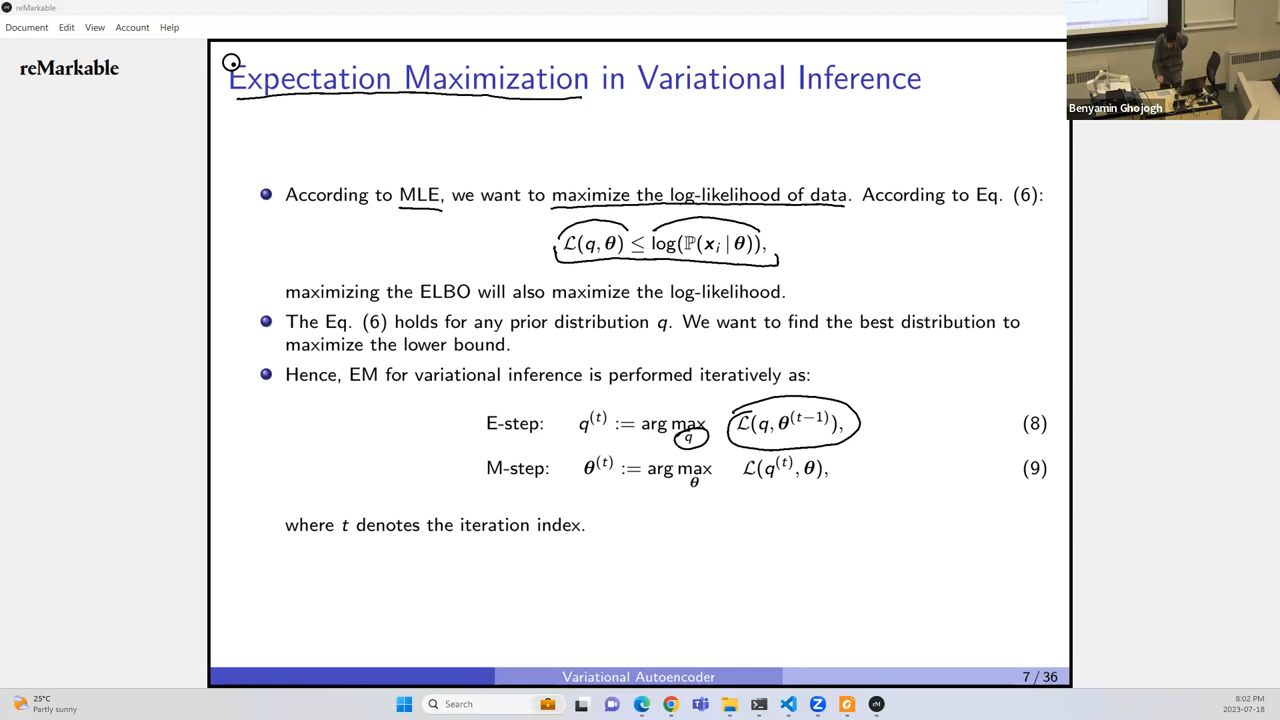 reMarkable
Document Edit View Account Help
reMarkable
Expectation Maximization in Variational Inference
Benyamin Ghojogh
According to MLE, we want to maximize the log-likelihood of data. According to Eq. (6):
ℒ(q, θ) ≤ log(ℙ(xᵢ | θ)),
maximizing the ELBO will also maximize the log-likelihood.
The Eq. (6) holds for any prior distribution q. We want to find the best distribution to
maximize the lower bound.
Hence, EM for variational inference is performed iteratively as:
E-step: q⁽ᵗ⁾ := arg max_q ℒ(q, θ⁽ᵗ⁻¹⁾), (8)
M-step: θ⁽ᵗ⁾ := arg max_θ ℒ(q⁽ᵗ⁾, θ), (9)
where t denotes the iteration index.
Variational Autoencoder 7 / 36
25°C
Partly sunny
Search
8:02 PM
2023-07-18